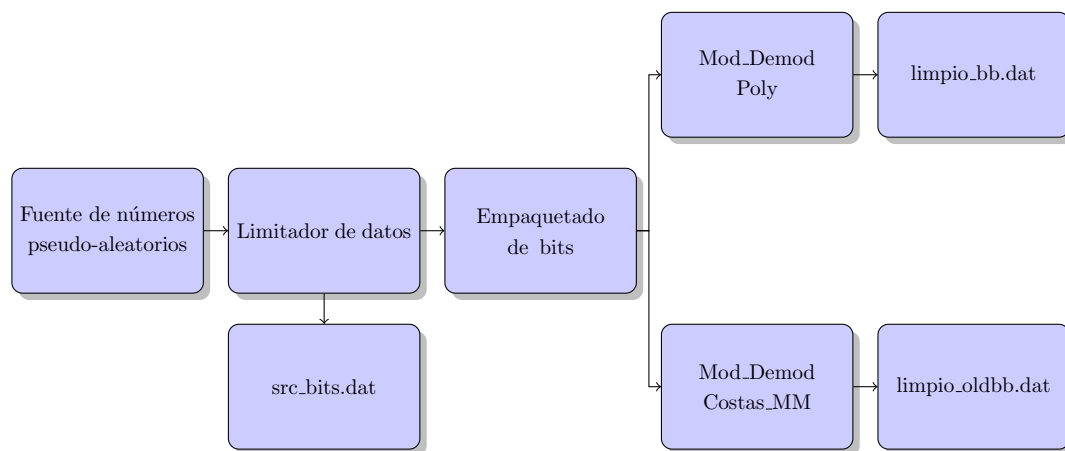 Mod_Demod
Poly
limpio_bb.dat
Fuente de números
pseudo-aleatorios
Limitador de datos
Empaquetado
de bits
src_bits.dat
Mod_Demod
Costas_MM
limpio_oldbb.dat